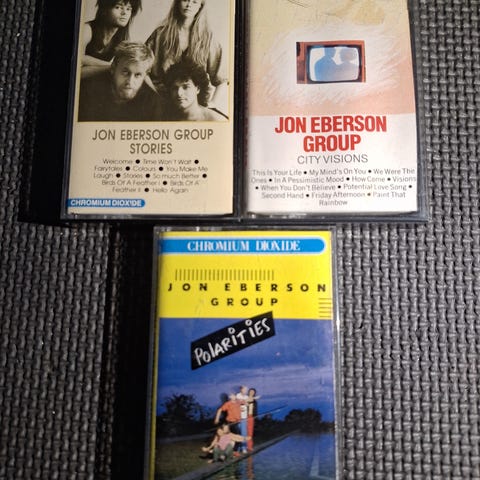 JON EBERSON GROUP
STORIES
Welcome ● Time Won't Wait ●
Fairytales ● Colours ● You Make Me
Laugh ● Stories ● So much Better ●
Birds Of A Feather I ● Birds Of A
Feather II ● Hello Again
CHROMIUM DIOXIDE
JON EBERSON
GROUP
CITY VISIONS
This Is Your Life • My Mind's On You • We Were The
Ones • In A Pessimistic Mood • How Come • Visions
• When You Don't Believe • Potential Love Song •
Second Hand • Friday Afternoon • Paint That
Rainbow
CHROMIUM DIOXIDE
JON EBERSON
GROUP
POLARITIES